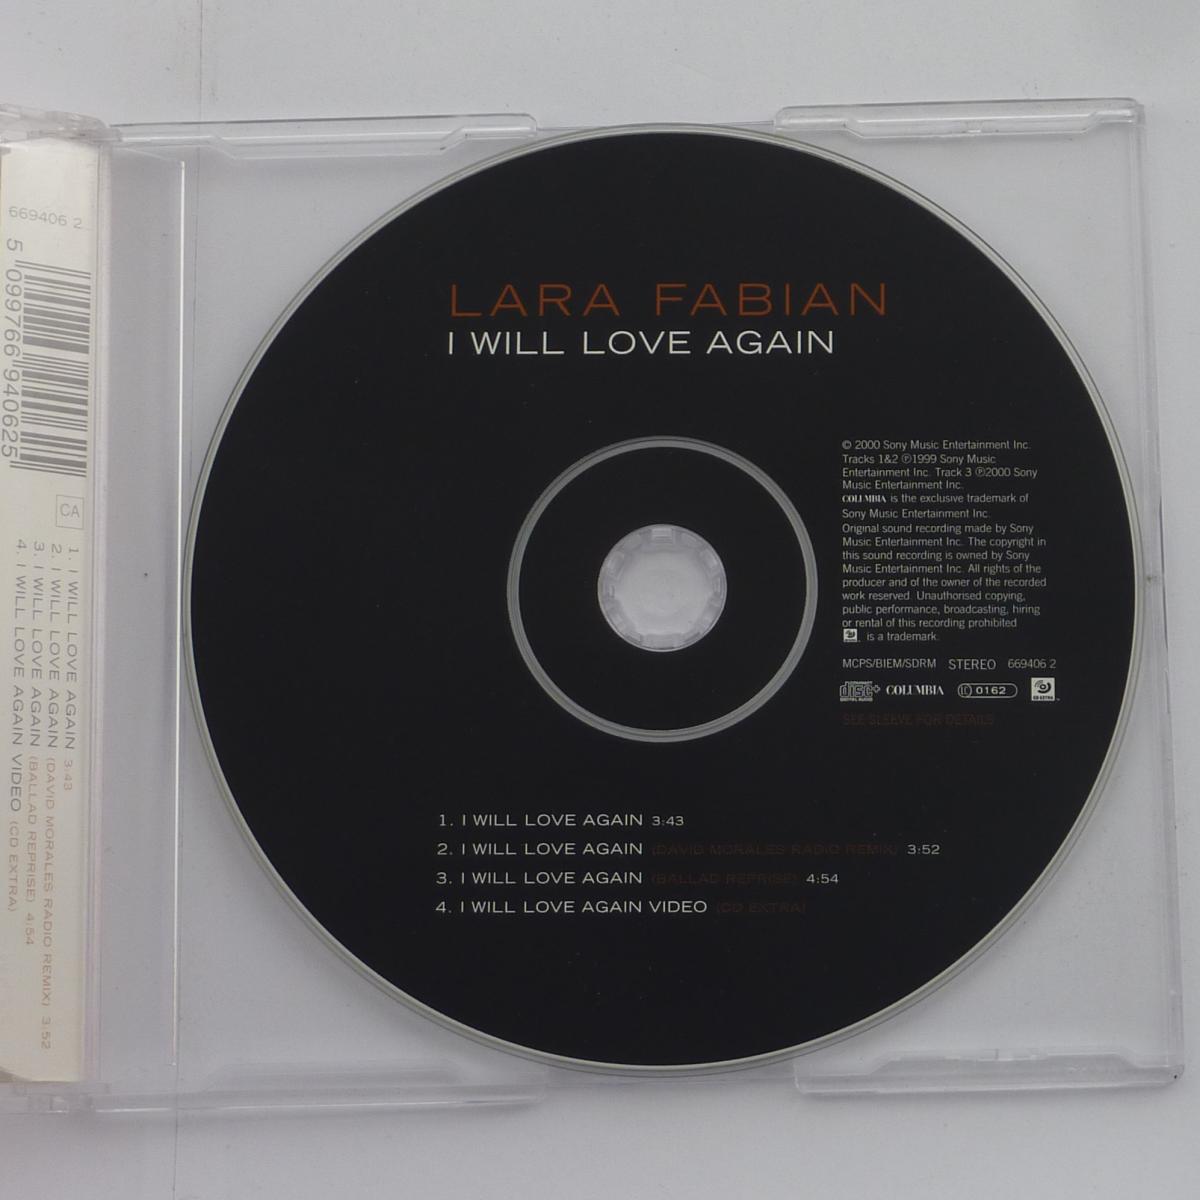 669406 2
5 099766 940625
CA
1. I WILL LOVE AGAIN 3:43
2. I WILL LOVE AGAIN (DAVID MORALES RADIO REMIX) 3:52
3. I WILL LOVE AGAIN (BALLAD REPRISE) 4:54
4. I WILL LOVE AGAIN VIDEO (CD EXTRA)
LARA FABIAN
I WILL LOVE AGAIN
© 2000 Sony Music Entertainment Inc.
Tracks 1&2 ℗1999 Sony Music
Entertainment Inc. Track 3 ℗2000 Sony
Music Entertainment Inc.
COLUMBIA is the exclusive trademark of
Sony Music Entertainment Inc.
Original sound recording made by Sony
Music Entertainment Inc. The copyright in
this sound recording is owned by Sony
Music Entertainment Inc. All rights of the
producer and of the owner of the recorded
work reserved. Unauthorised copying,
public performance, broadcasting, hiring
or rental of this recording prohibited
is a trademark.
MCPS/BIEM/SDRM STEREO 669406 2
disc+ DIGITAL AUDIO COLUMBIA LC 0162 CD EXTRA
SEE SLEEVE FOR DETAILS
1. I WILL LOVE AGAIN 3:43
2. I WILL LOVE AGAIN (DAVID MORALES RADIO REMIX) 3:52
3. I WILL LOVE AGAIN (BALLAD REPRISE) 4:54
4. I WILL LOVE AGAIN VIDEO (CD EXTRA)